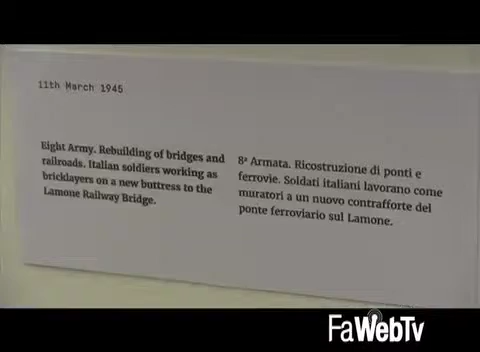 11th March 1945
Eight Army. Rebuilding of bridges and
railroads. Italian soldiers working as
bricklayers on a new buttress to the
Lamone Railway Bridge.
8ª Armata. Ricostruzione di ponti e
ferrovie. Soldati italiani lavorano come
muratori a un nuovo contrafforte del
ponte ferroviario sul Lamone.
FaWebTv